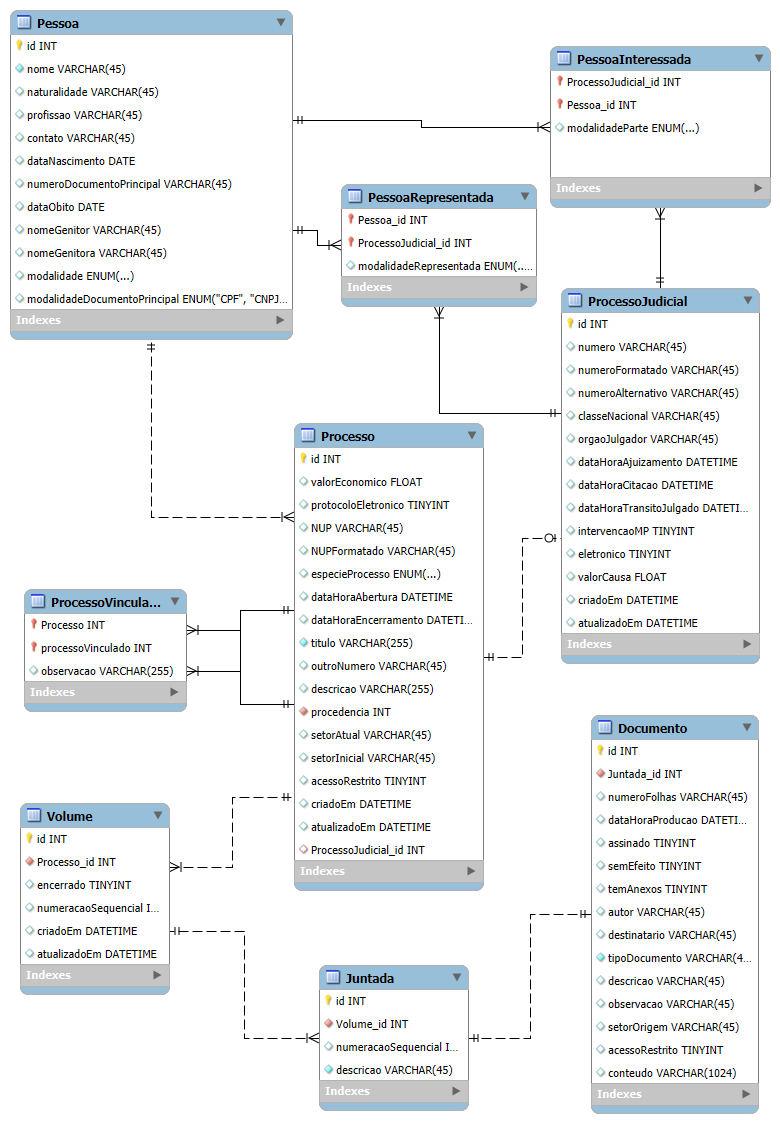 Pessoa
id INT
nome VARCHAR(45)
naturalidade VARCHAR(45)
profissao VARCHAR(45)
contato VARCHAR(45)
dataNascimento DATE
numeroDocumentoPrincipal VARCHAR(45)
dataObito DATE
nomeGenitor VARCHAR(45)
nomeGenitora VARCHAR(45)
modalidade ENUM(...)
modalidadeDocumentoPrincipal ENUM("CPF", "CNPJ...
Indexes
PessoaInteressada
ProcessoJudicial_id INT
Pessoa_id INT
modalidadeParte ENUM(...)
Indexes
PessoaRepresentada
Pessoa_id INT
ProcessoJudicial_id INT
modalidadeRepresentada ENUM(...
Indexes
ProcessoJudicial
id INT
numero VARCHAR(45)
numeroFormatado VARCHAR(45)
numeroAlternativo VARCHAR(45)
classeNacional VARCHAR(45)
orgaoJulgador VARCHAR(45)
dataHoraAjuizamento DATETIME
dataHoraCitacao DATETIME
dataHoraTransitoJulgado DATETI...
intervencaoMP TINYINT
eletronico TINYINT
valorCausa FLOAT
criadoEm DATETIME
atualizadoEm DATETIME
Indexes
Processo
id INT
valorEconomico FLOAT
protocoloEletronico TINYINT
NUP VARCHAR(45)
NUPFormatado VARCHAR(45)
especieProcesso ENUM(...)
dataHoraAbertura DATETIME
dataHoraEncerramento DATETI...
titulo VARCHAR(255)
outroNumero VARCHAR(45)
descricao VARCHAR(255)
procedencia INT
setorAtual VARCHAR(45)
setorInicial VARCHAR(45)
acessoRestrito TINYINT
criadoEm DATETIME
atualizadoEm DATETIME
ProcessoJudicial_id INT
Indexes
ProcessoVincula...
Processo INT
processoVinculado INT
observacao VARCHAR(255)
Indexes
Volume
id INT
Processo_id INT
encerrado TINYINT
numeracaoSequencial I...
criadoEm DATETIME
atualizadoEm DATETIME
Indexes
Juntada
id INT
Volume_id INT
numeracaoSequencial I...
descricao VARCHAR(45)
Indexes
Documento
id INT
Juntada_id INT
numeroFolhas VARCHAR(45)
dataHoraProducao DATETI...
assinado TINYINT
semEfeito TINYINT
temAnexos TINYINT
autor VARCHAR(45)
destinatario VARCHAR(45)
tipoDocumento VARCHAR(4...
descricao VARCHAR(45)
observacao VARCHAR(45)
setorOrigem VARCHAR(45)
acessoRestrito TINYINT
conteudo VARCHAR(1024)
Indexes